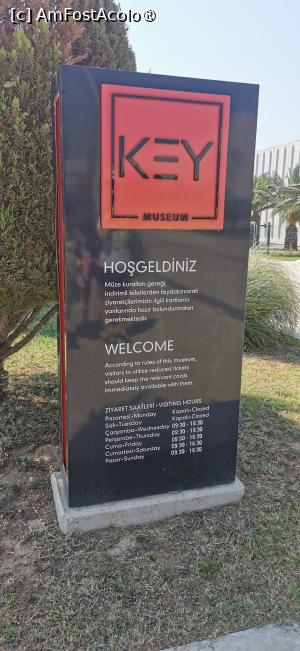 [c] AmFostAcolo®
KEY
MUSEUM
HOŞGELDİNİZ
Müze kuralları gereği,
indirimli biletlerden faydalanacak
ziyaretçilerimizin ilgili kartlarını
yanlarında hazır bulundurmaları
gerekmektedir.
WELCOME
According to rules of this museum,
visitors to utilize reduced tickets
should keep the relevant cards
immediately available with them.
ZİYARET SAATLERİ • VISITING HOURS
Pazartesi • Monday Kapalı • Closed
Salı • Tuesday Kapalı • Closed
Çarşamba • Wednesday 09:30 - 16:30
Perşembe • Thursday 09:30 - 16:30
Cuma • Friday 09:30 - 16:30
Cumartesi • Saturday 09:30 - 16:30
Pazar • Sunday 09:30 - 16:30